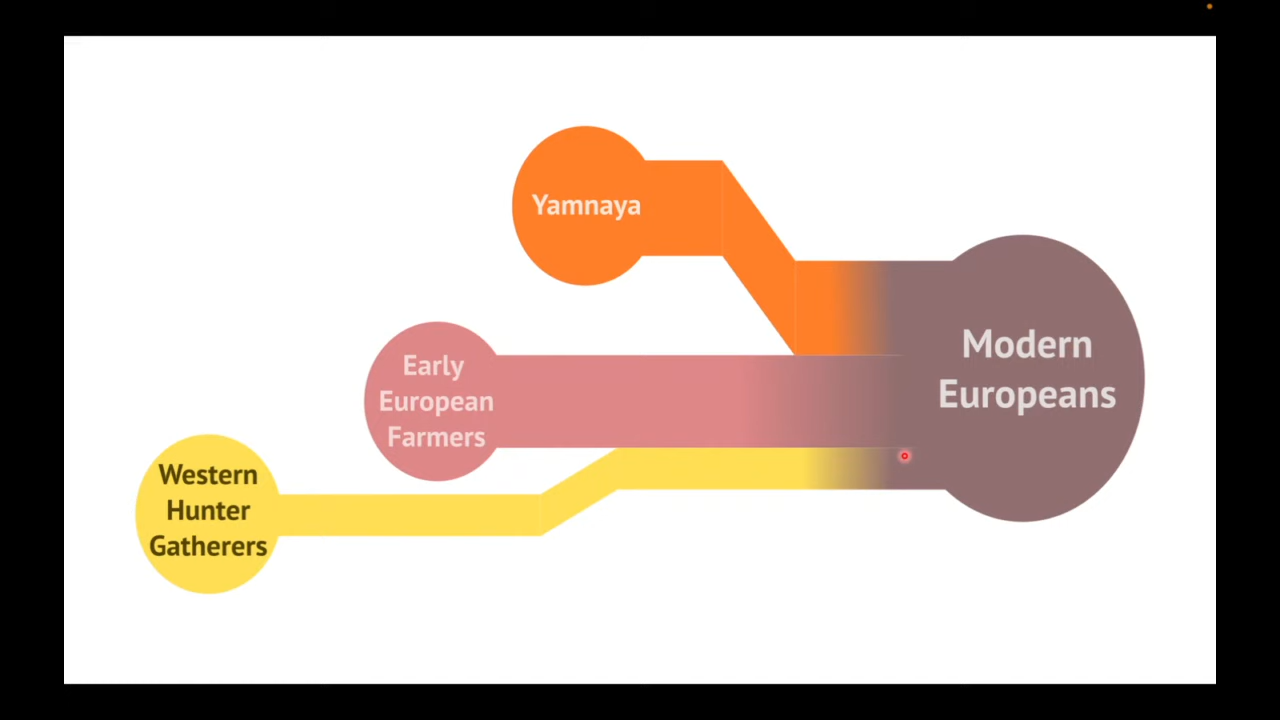 Yamnaya
Early
European
Farmers
Western
Hunter
Gatherers
Modern
Europeans